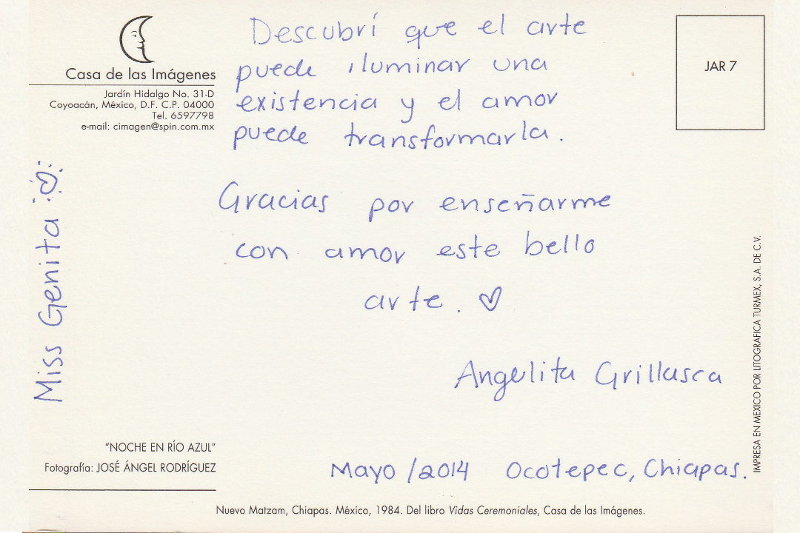 Casa de las Imágenes
Jardín Hidalgo No. 31-D
Coyoacán, México, D.F. C.P. 04000
Tel. 6597798
e-mail: cimagen@spin.com.mx
Descubrí que el arte
puede iluminar una
existencia y el amor
puede transformarla.
Gracias por enseñarme
con amor este bello
arte.
Angelita Grillasca
Mayo/2014 Ocotepec, Chiapas.
JAR 7
Miss Genita
"NOCHE EN RÍO AZUL"
Fotografía: JOSÉ ÁNGEL RODRÍGUEZ
Nuevo Matzam, Chiapas. México, 1984. Del libro Vidas Ceremoniales, Casa de las Imágenes.
IMPRESA EN MEXICO POR LITOGRAFICA TURMEX, S.A. DE C.V.